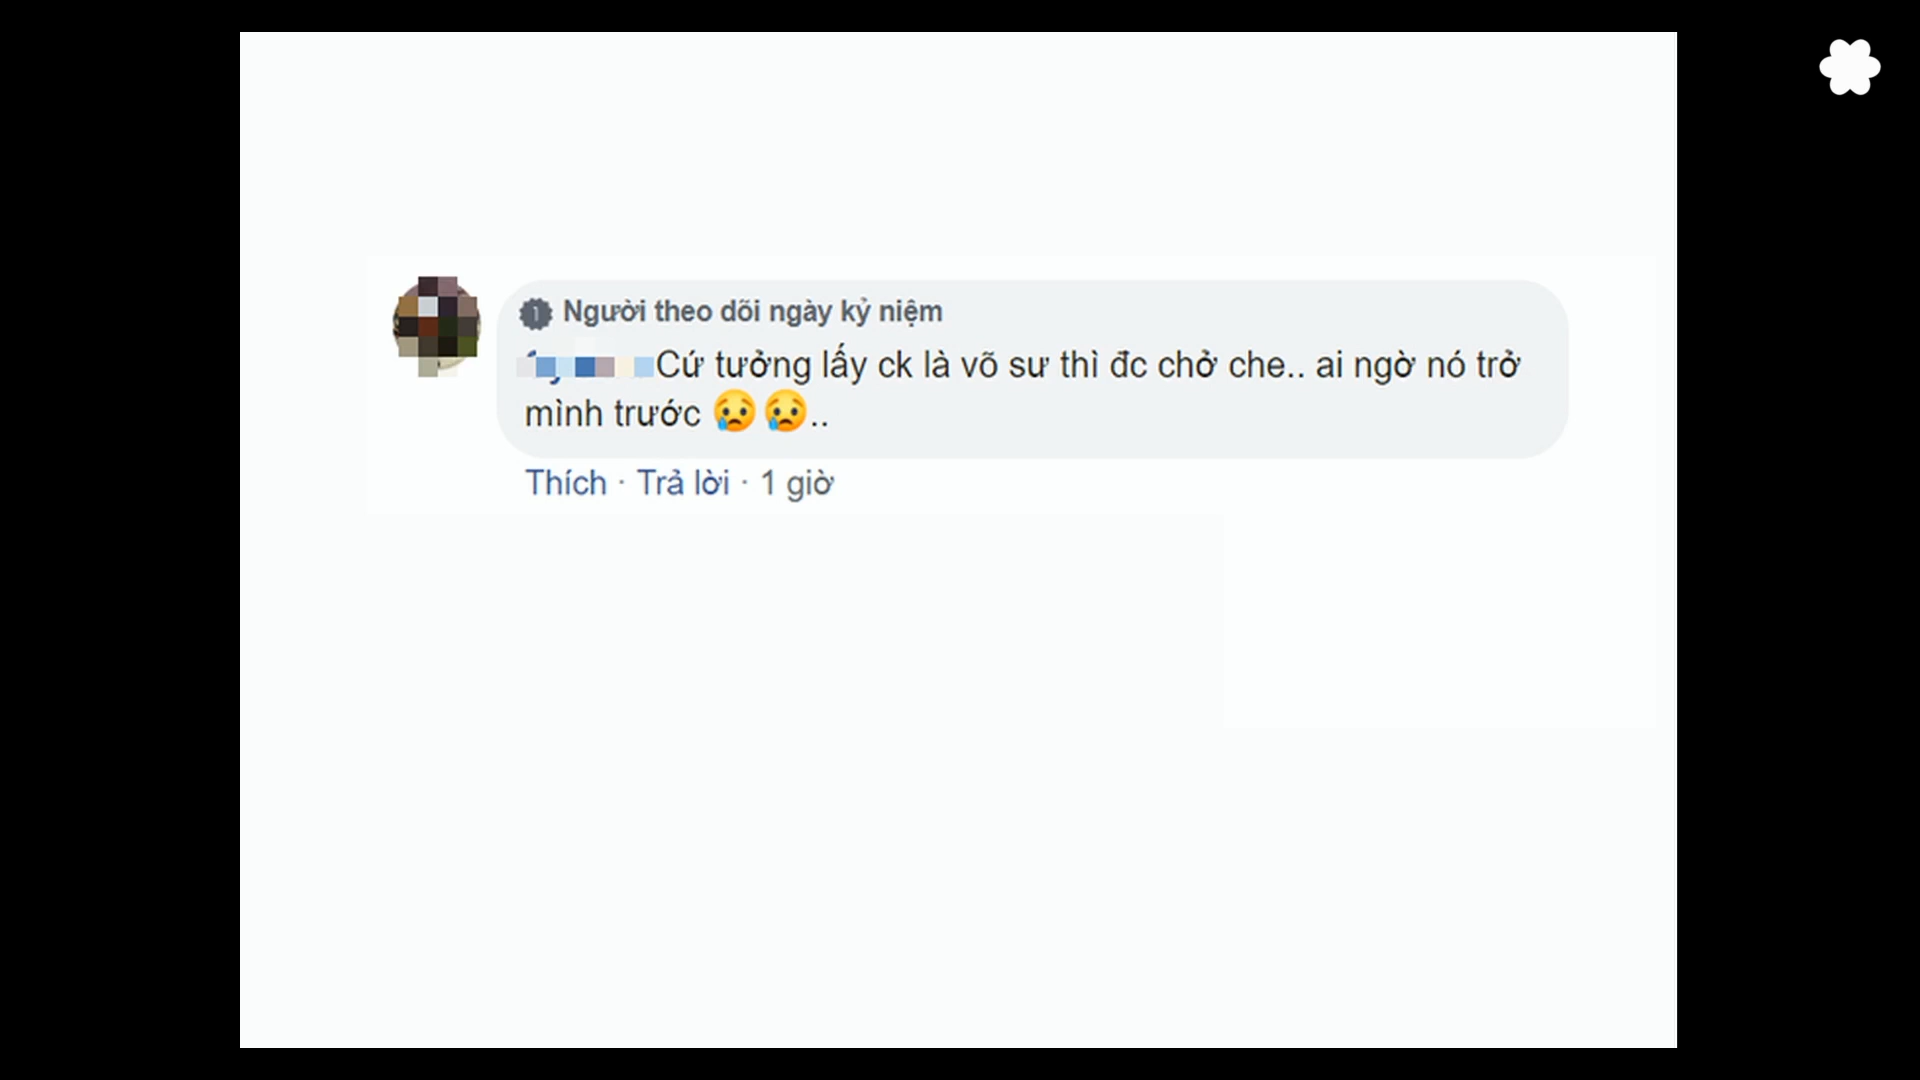 Người theo dõi ngày kỷ niệm
Cứ tưởng lấy ck là võ sư thì đc chở che.. ai ngờ nó trở
mình trước 😢😢..
Thích · Trả lời · 1 giờ